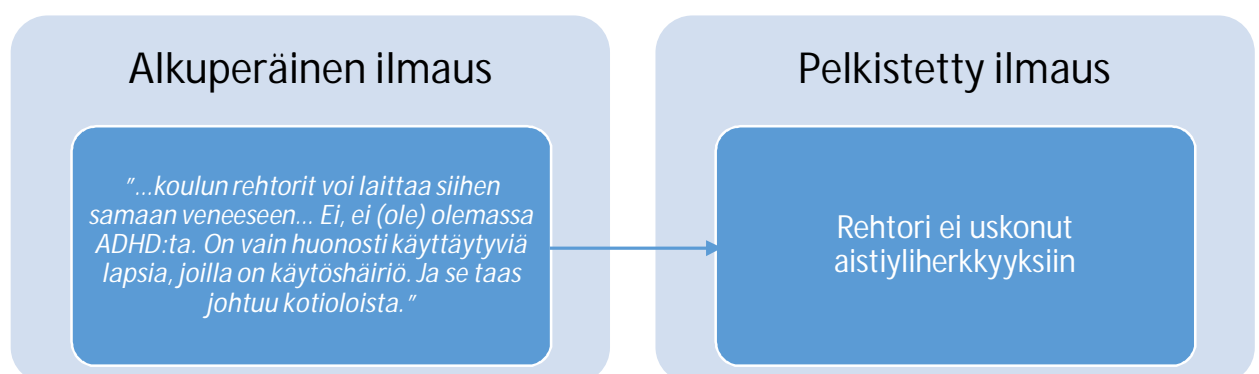 Alkuperäinen ilmaus
"...koulun rehtorit voi laittaa siihen
samaan veneeseen... Ei, ei (ole) olemassa
ADHD:ta. On vain huonosti käyttäytyviä
lapsia, joilla on käytöshäiriö. Ja se taas
johtuu kotioloista."
Pelkistetty ilmaus
Rehtori ei uskonut
aistiyliherkkyyksiin